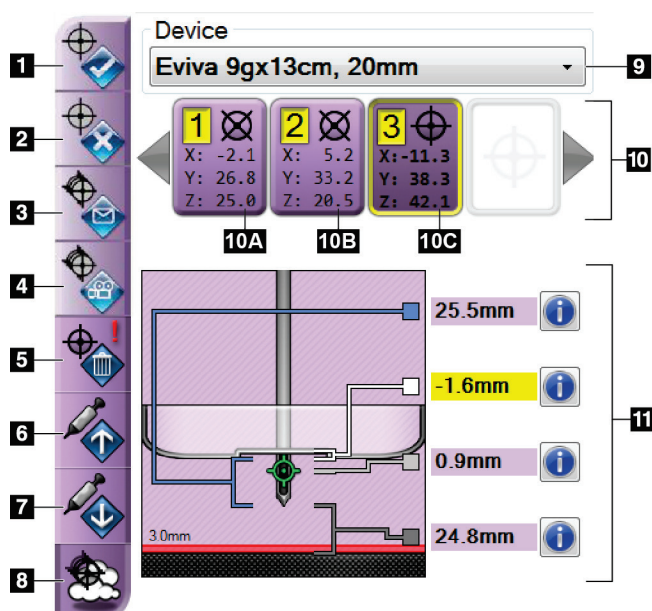 Device
1
Eviva 9gx13cm, 20mm
9
2
1
X: -2.1
Y: 26.8
Z: 25.0
2
X: 5.2
Y: 33.2
Z: 20.5
3
X:-11.3
Y: 38.3
Z: 42.1
10
3
10A
10B
10C
4
25.5mm
5
!
-1.6mm
6
11
0.9mm
7
3.0mm
24.8mm
8